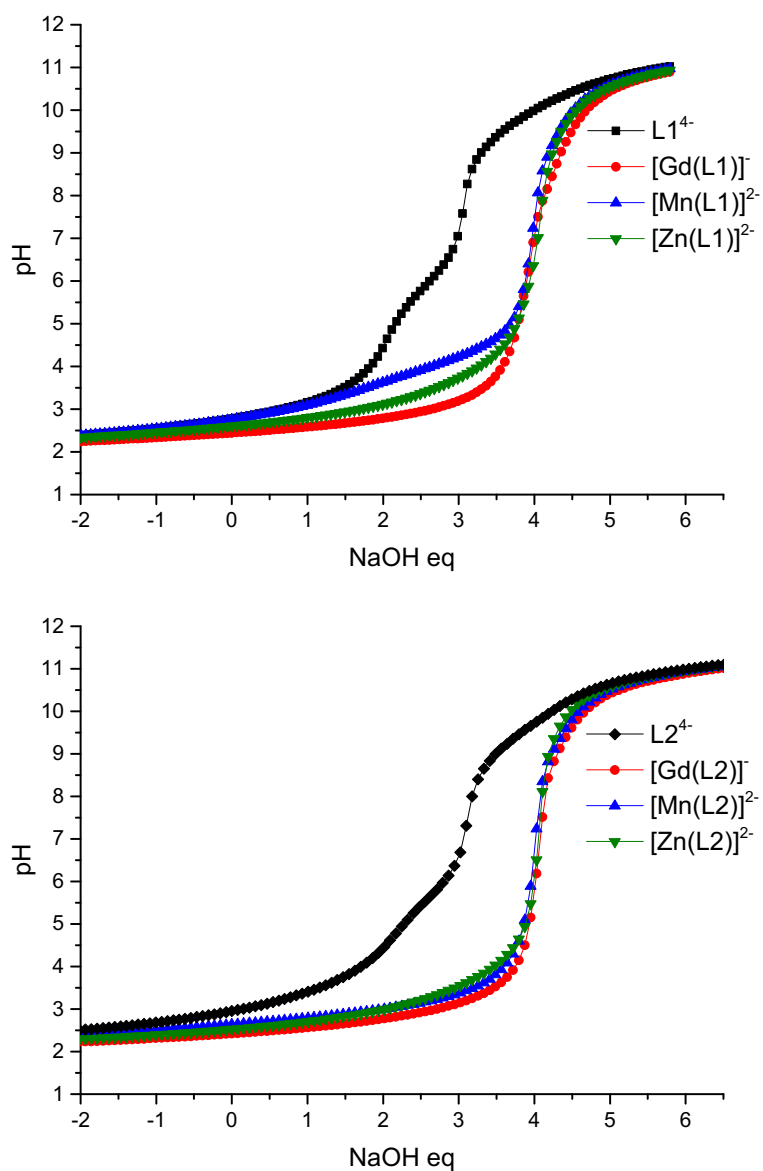 12
11
10
9
8
7
6
5
4
3
2
1
pH
-2 -1 0 1 2 3 4 5 6
NaOH eq
L1⁴⁻
[Gd(L1)]⁻
[Mn(L1)]²⁻
[Zn(L1)]²⁻
12
11
10
9
8
7
6
5
4
3
2
1
pH
-2 -1 0 1 2 3 4 5 6
NaOH eq
L2⁴⁻
[Gd(L2)]⁻
[Mn(L2)]²⁻
[Zn(L2)]²⁻